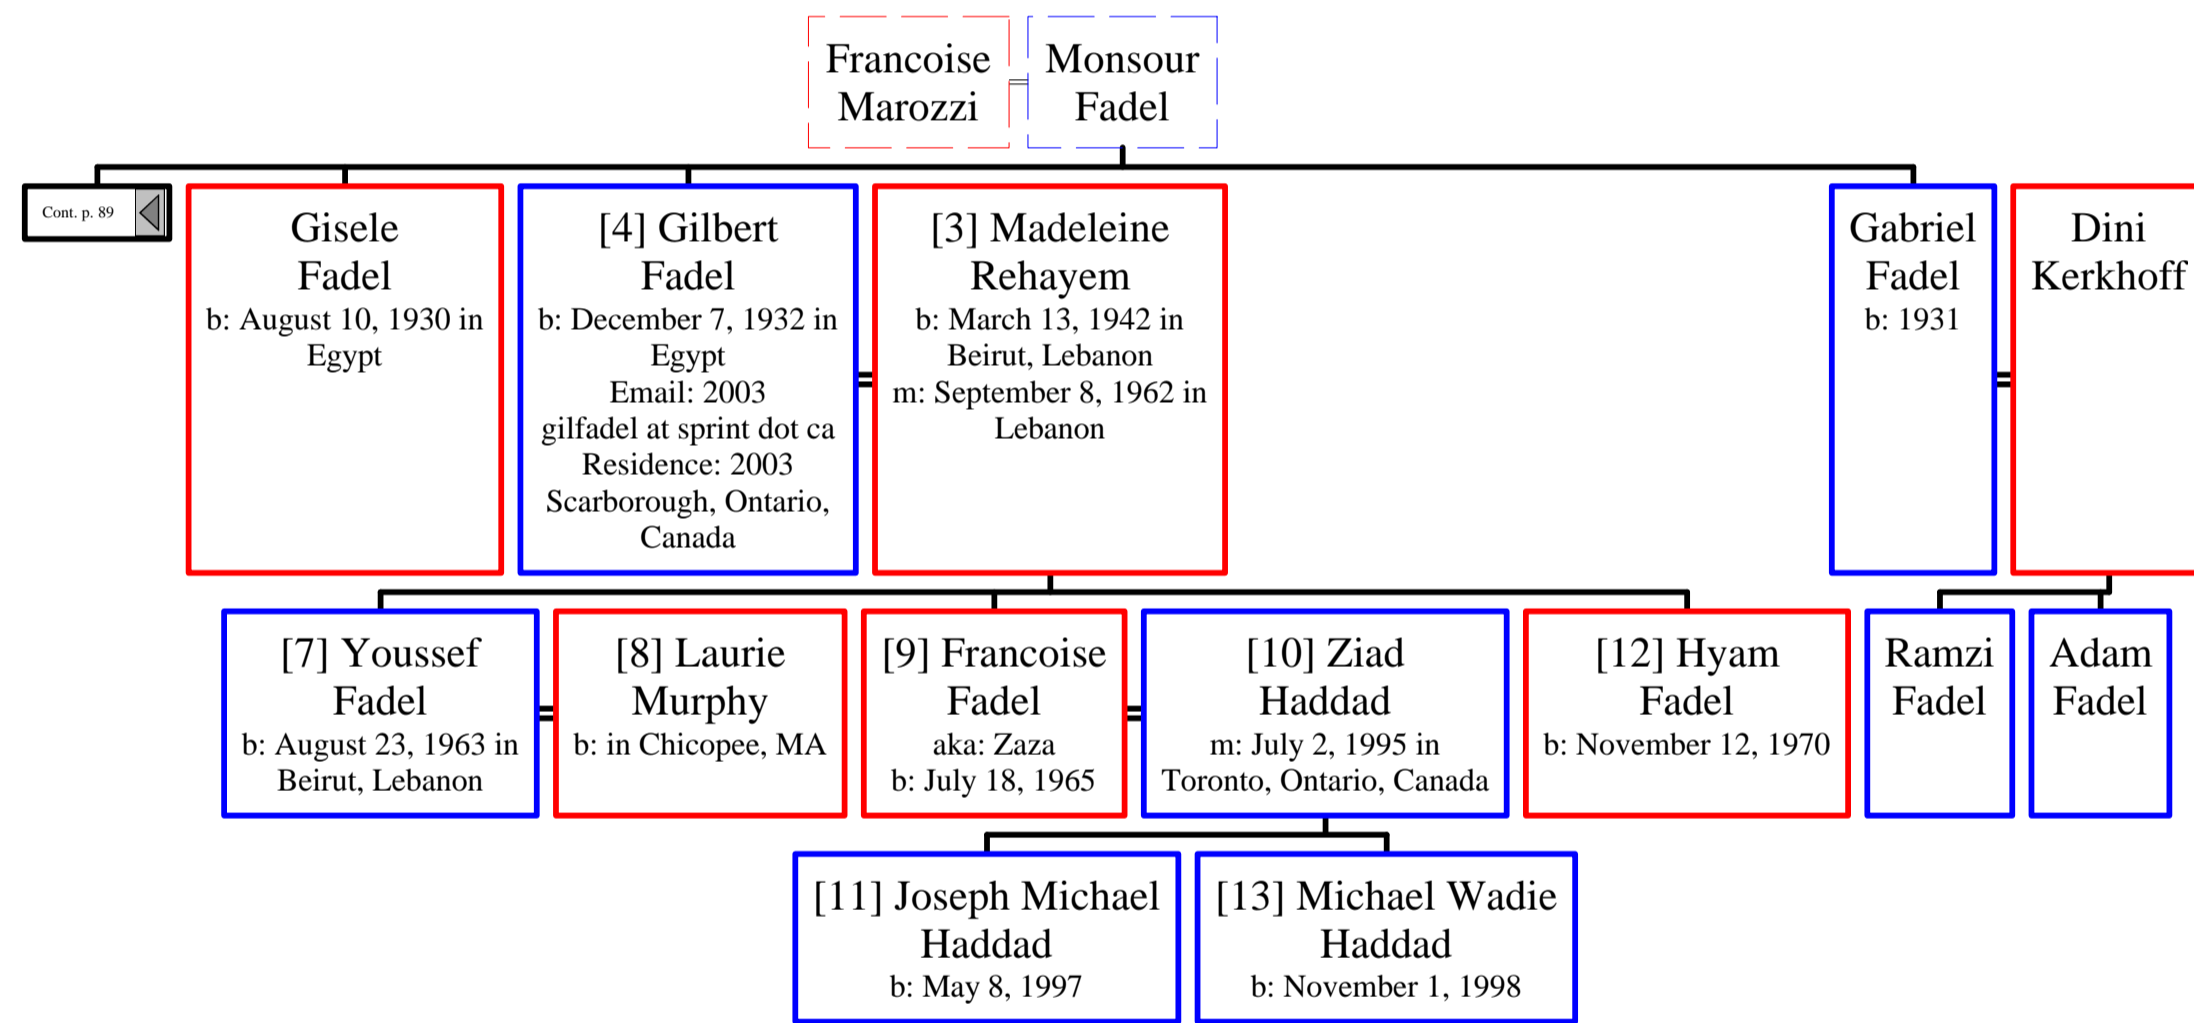 Francoise
Marozzi
Monsour
Fadel
Cont. p. 89
Gisele
Fadel
b: August 10, 1930 in
Egypt
[4] Gilbert
Fadel
b: December 7, 1932 in
Egypt
Email: 2003
gilfadel at sprint dot ca
Residence: 2003
Scarborough, Ontario,
Canada
[3] Madeleine
Rehayem
b: March 13, 1942 in
Beirut, Lebanon
m: September 8, 1962 in
Lebanon
Gabriel
Fadel
b: 1931
Dini
Kerkhoff
[7] Youssef
Fadel
b: August 23, 1963 in
Beirut, Lebanon
[8] Laurie
Murphy
b: in Chicopee, MA
[9] Francoise
Fadel
aka: Zaza
b: July 18, 1965
[10] Ziad
Haddad
m: July 2, 1995 in
Toronto, Ontario, Canada
[12] Hyam
Fadel
b: November 12, 1970
Ramzi
Fadel
Adam
Fadel
[11] Joseph Michael
Haddad
b: May 8, 1997
[13] Michael Wadie
Haddad
b: November 1, 1998